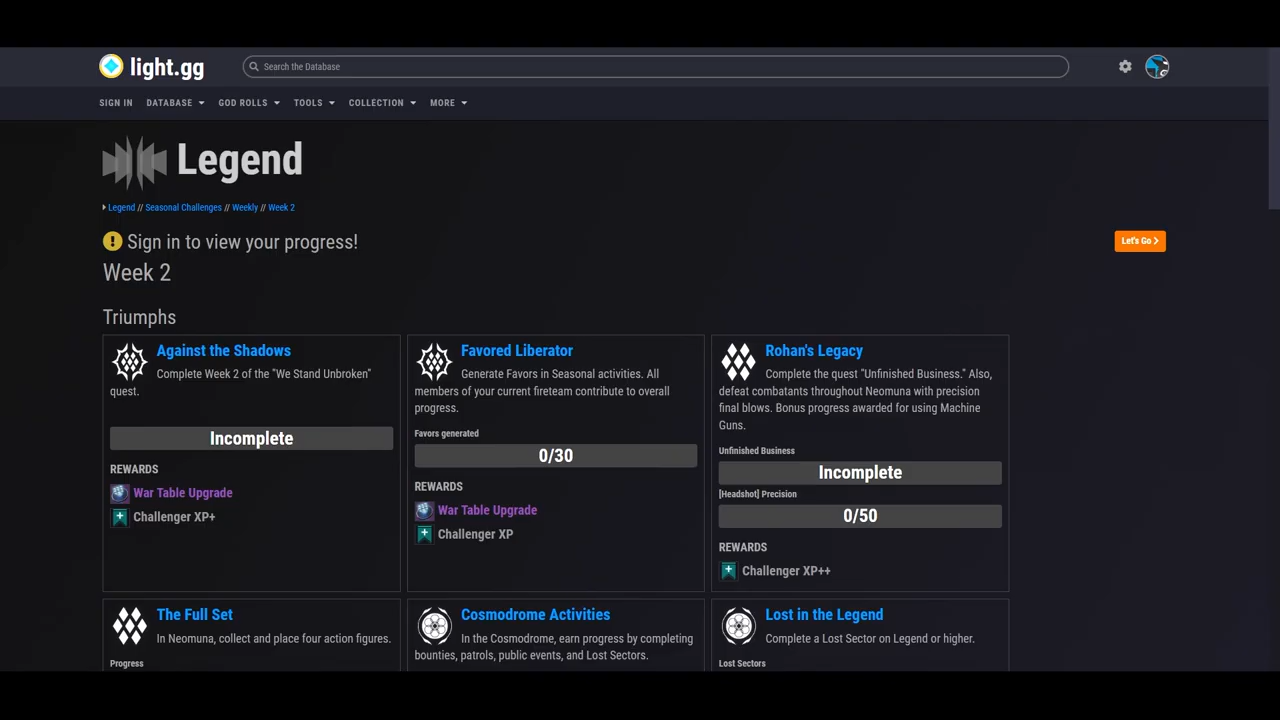 light.gg
Search the Database
SIGN IN DATABASE GOD ROLLS TOOLS COLLECTION MORE
Legend
Legend // Seasonal Challenges // Weekly // Week 2
Sign in to view your progress!
Let's Go
Week 2
Triumphs
Against the Shadows
Complete Week 2 of the "We Stand Unbroken"
quest.
Incomplete
REWARDS
War Table Upgrade
Challenger XP+
Favored Liberator
Generate Favors in Seasonal activities. All
members of your current fireteam contribute to overall
progress.
Favors generated
0/30
REWARDS
War Table Upgrade
Challenger XP
Rohan's Legacy
Complete the quest "Unfinished Business." Also,
defeat combatants throughout Neomuna with precision
final blows. Bonus progress awarded for using Machine
Guns.
Unfinished Business
Incomplete
[Headshot] Precision
0/50
REWARDS
Challenger XP++
The Full Set
In Neomuna, collect and place four action figures.
Progress
Cosmodrome Activities
In the Cosmodrome, earn progress by completing
bounties, patrols, public events, and Lost Sectors.
Lost in the Legend
Complete a Lost Sector on Legend or higher.
Lost Sectors